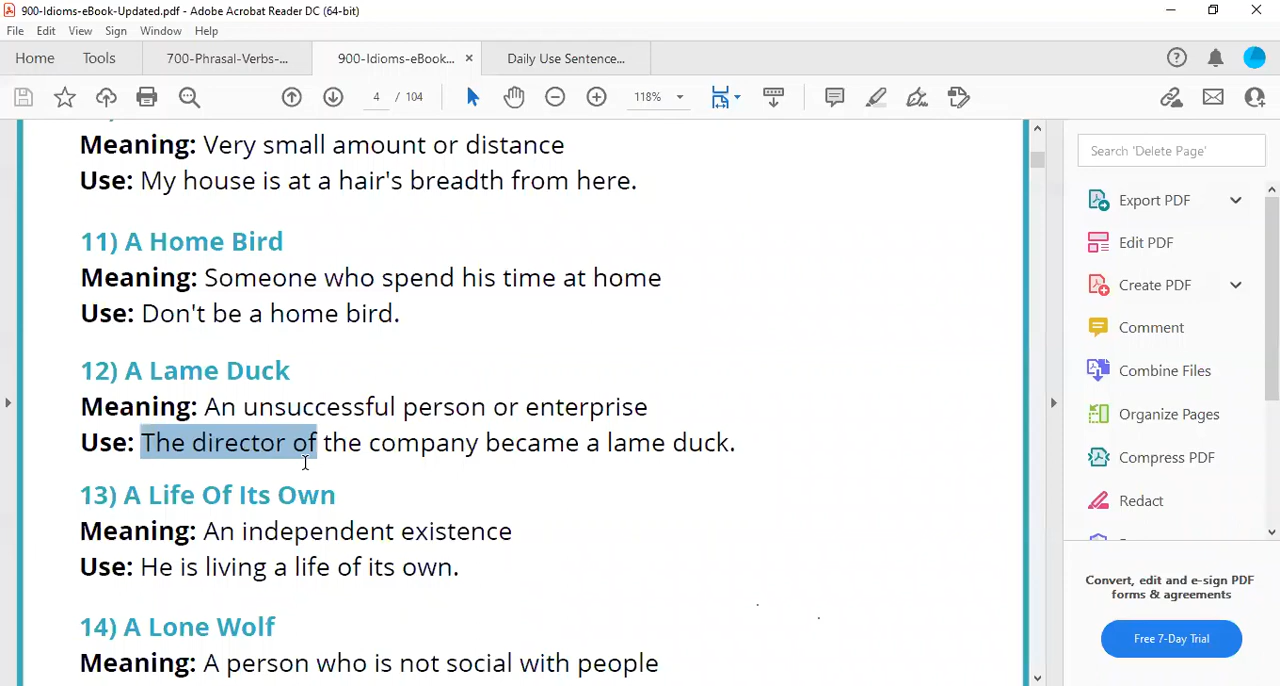 900-Idioms-eBook-Updated.pdf - Adobe Acrobat Reader DC (64-bit)
File Edit View Sign Window Help
Home Tools 700-Phrasal-Verbs-... 900-Idioms-eBook... × Daily Use Sentence...
4 / 104 118%
Meaning: Very small amount or distance
Use: My house is at a hair's breadth from here.
11) A Home Bird
Meaning: Someone who spend his time at home
Use: Don't be a home bird.
12) A Lame Duck
Meaning: An unsuccessful person or enterprise
Use: The director of the company became a lame duck.
13) A Life Of Its Own
Meaning: An independent existence
Use: He is living a life of its own.
14) A Lone Wolf
Meaning: A person who is not social with people
Search 'Delete Page'
Export PDF
Edit PDF
Create PDF
Comment
Combine Files
Organize Pages
Compress PDF
Redact
Convert, edit and e-sign PDF
forms & agreements
Free 7-Day Trial